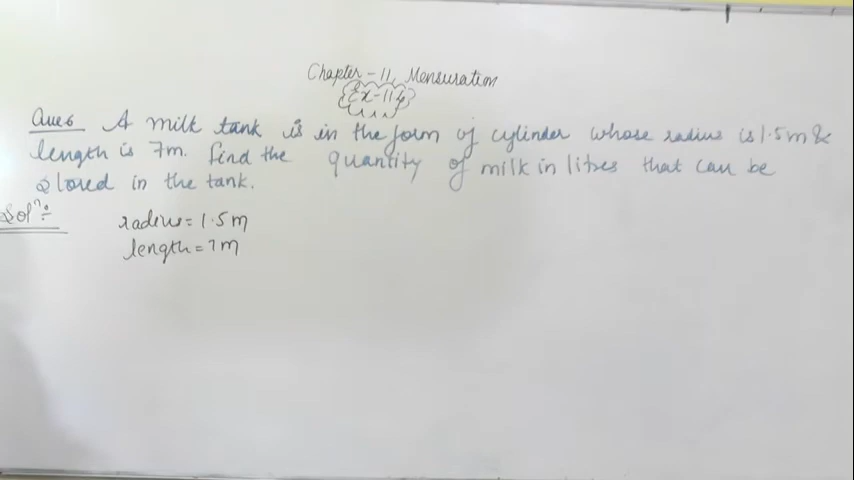 Chapter - 11, Mensuration
Ex-11.4
Ques A milk tank is in the form of cylinder whose radius is 1.5m &
length is 7m. find the quantity of milk in litres that can be
stored in the tank.
Solⁿ:-
radius = 1.5m
length = 7m